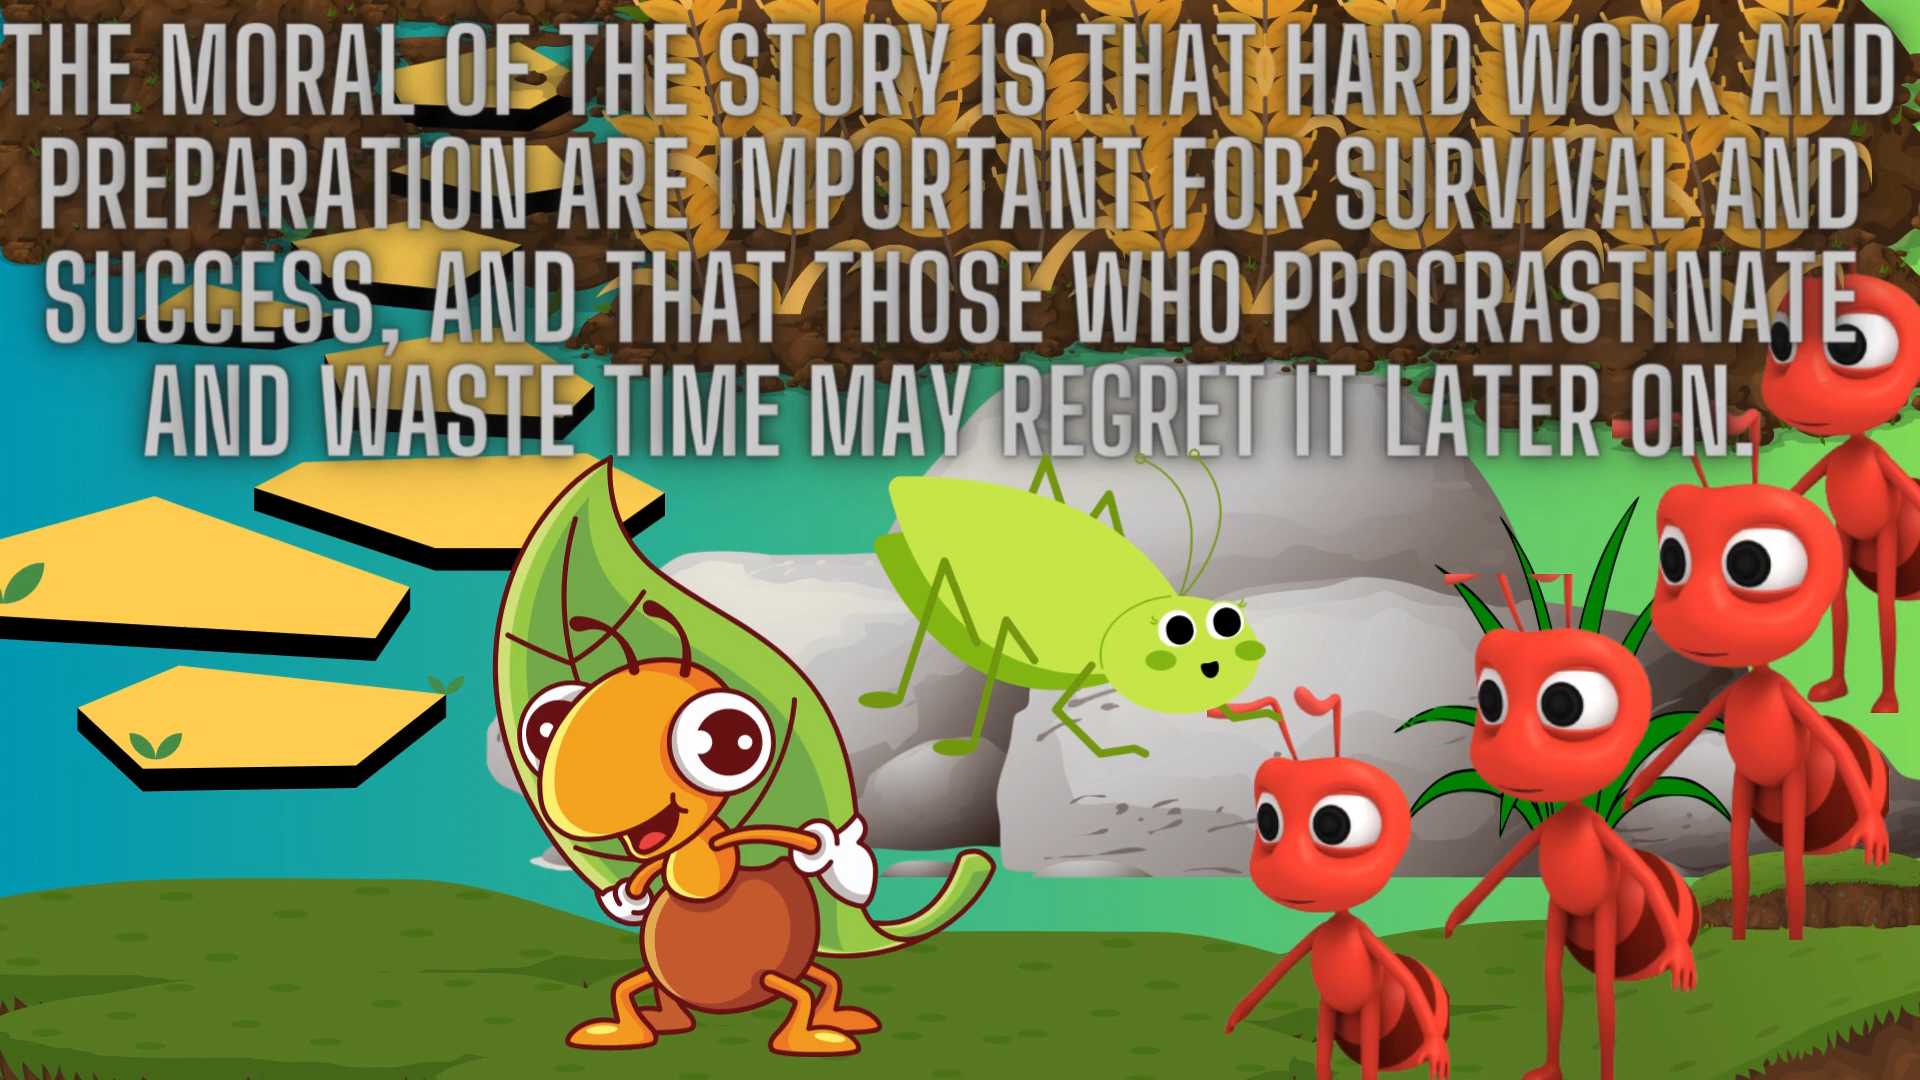 THE MORAL OF THE STORY IS THAT HARD WORK AND
PREPARATION ARE IMPORTANT FOR SURVIVAL AND
SUCCESS, AND THAT THOSE WHO PROCRASTINATE
AND WASTE TIME MAY REGRET IT LATER ON.